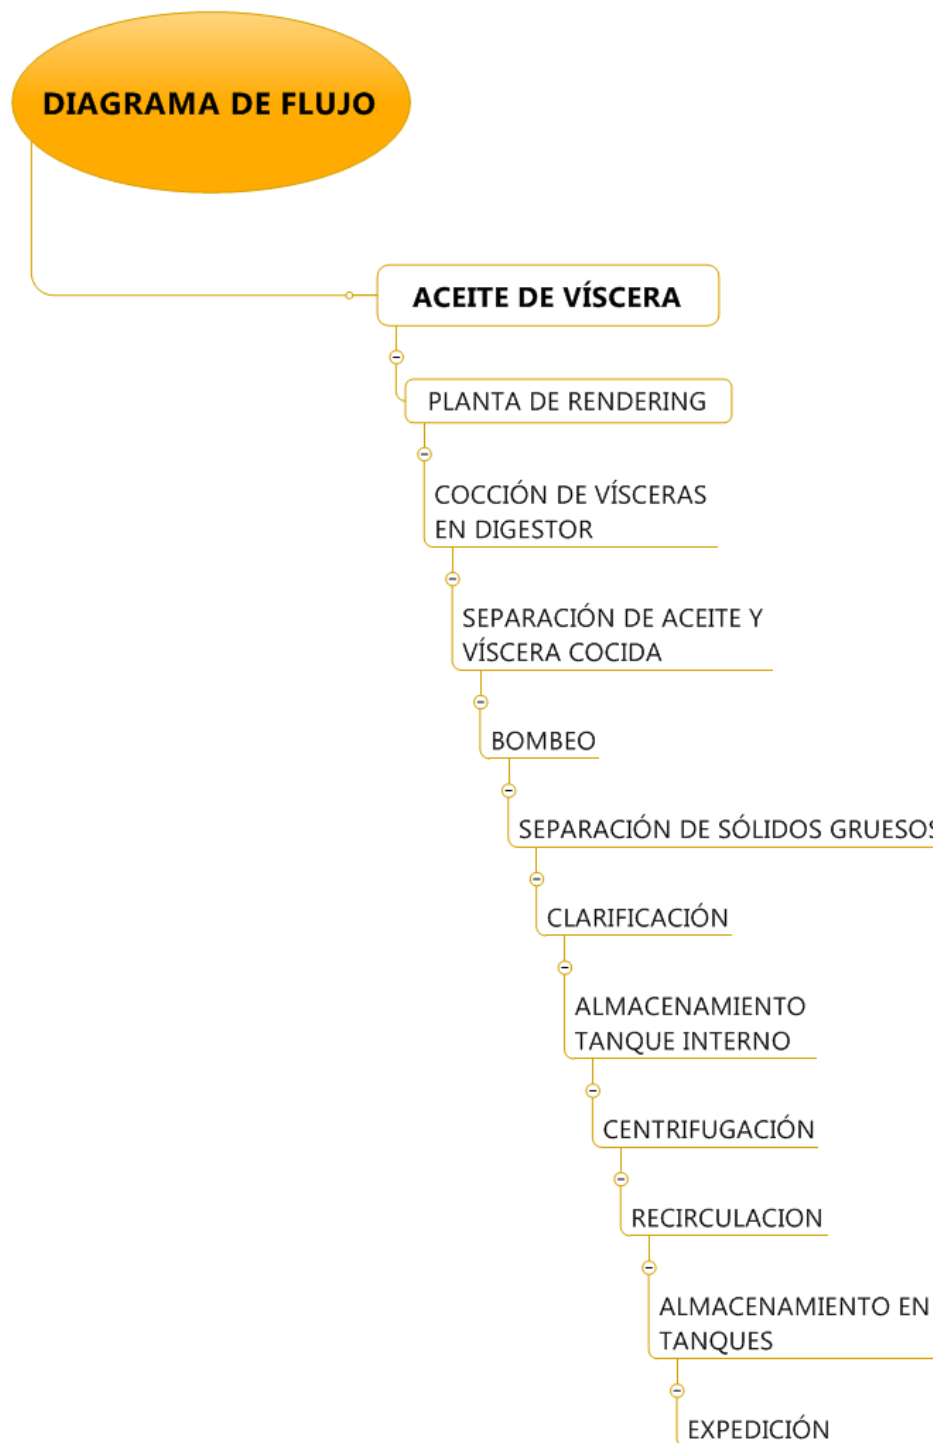 DIAGRAMA DE FLUJO
ACEITE DE VÍSCERA
PLANTA DE RENDERING
COCCIÓN DE VÍSCERAS
EN DIGESTOR
SEPARACIÓN DE ACEITE Y
VÍSCERA COCIDA
BOMBEO
SEPARACIÓN DE SÓLIDOS GRUESOS
CLARIFICACIÓN
ALMACENAMIENTO
TANQUE INTERNO
CENTRIFUGACIÓN
RECIRCULACION
ALMACENAMIENTO EN
TANQUES
EXPEDICIÓN